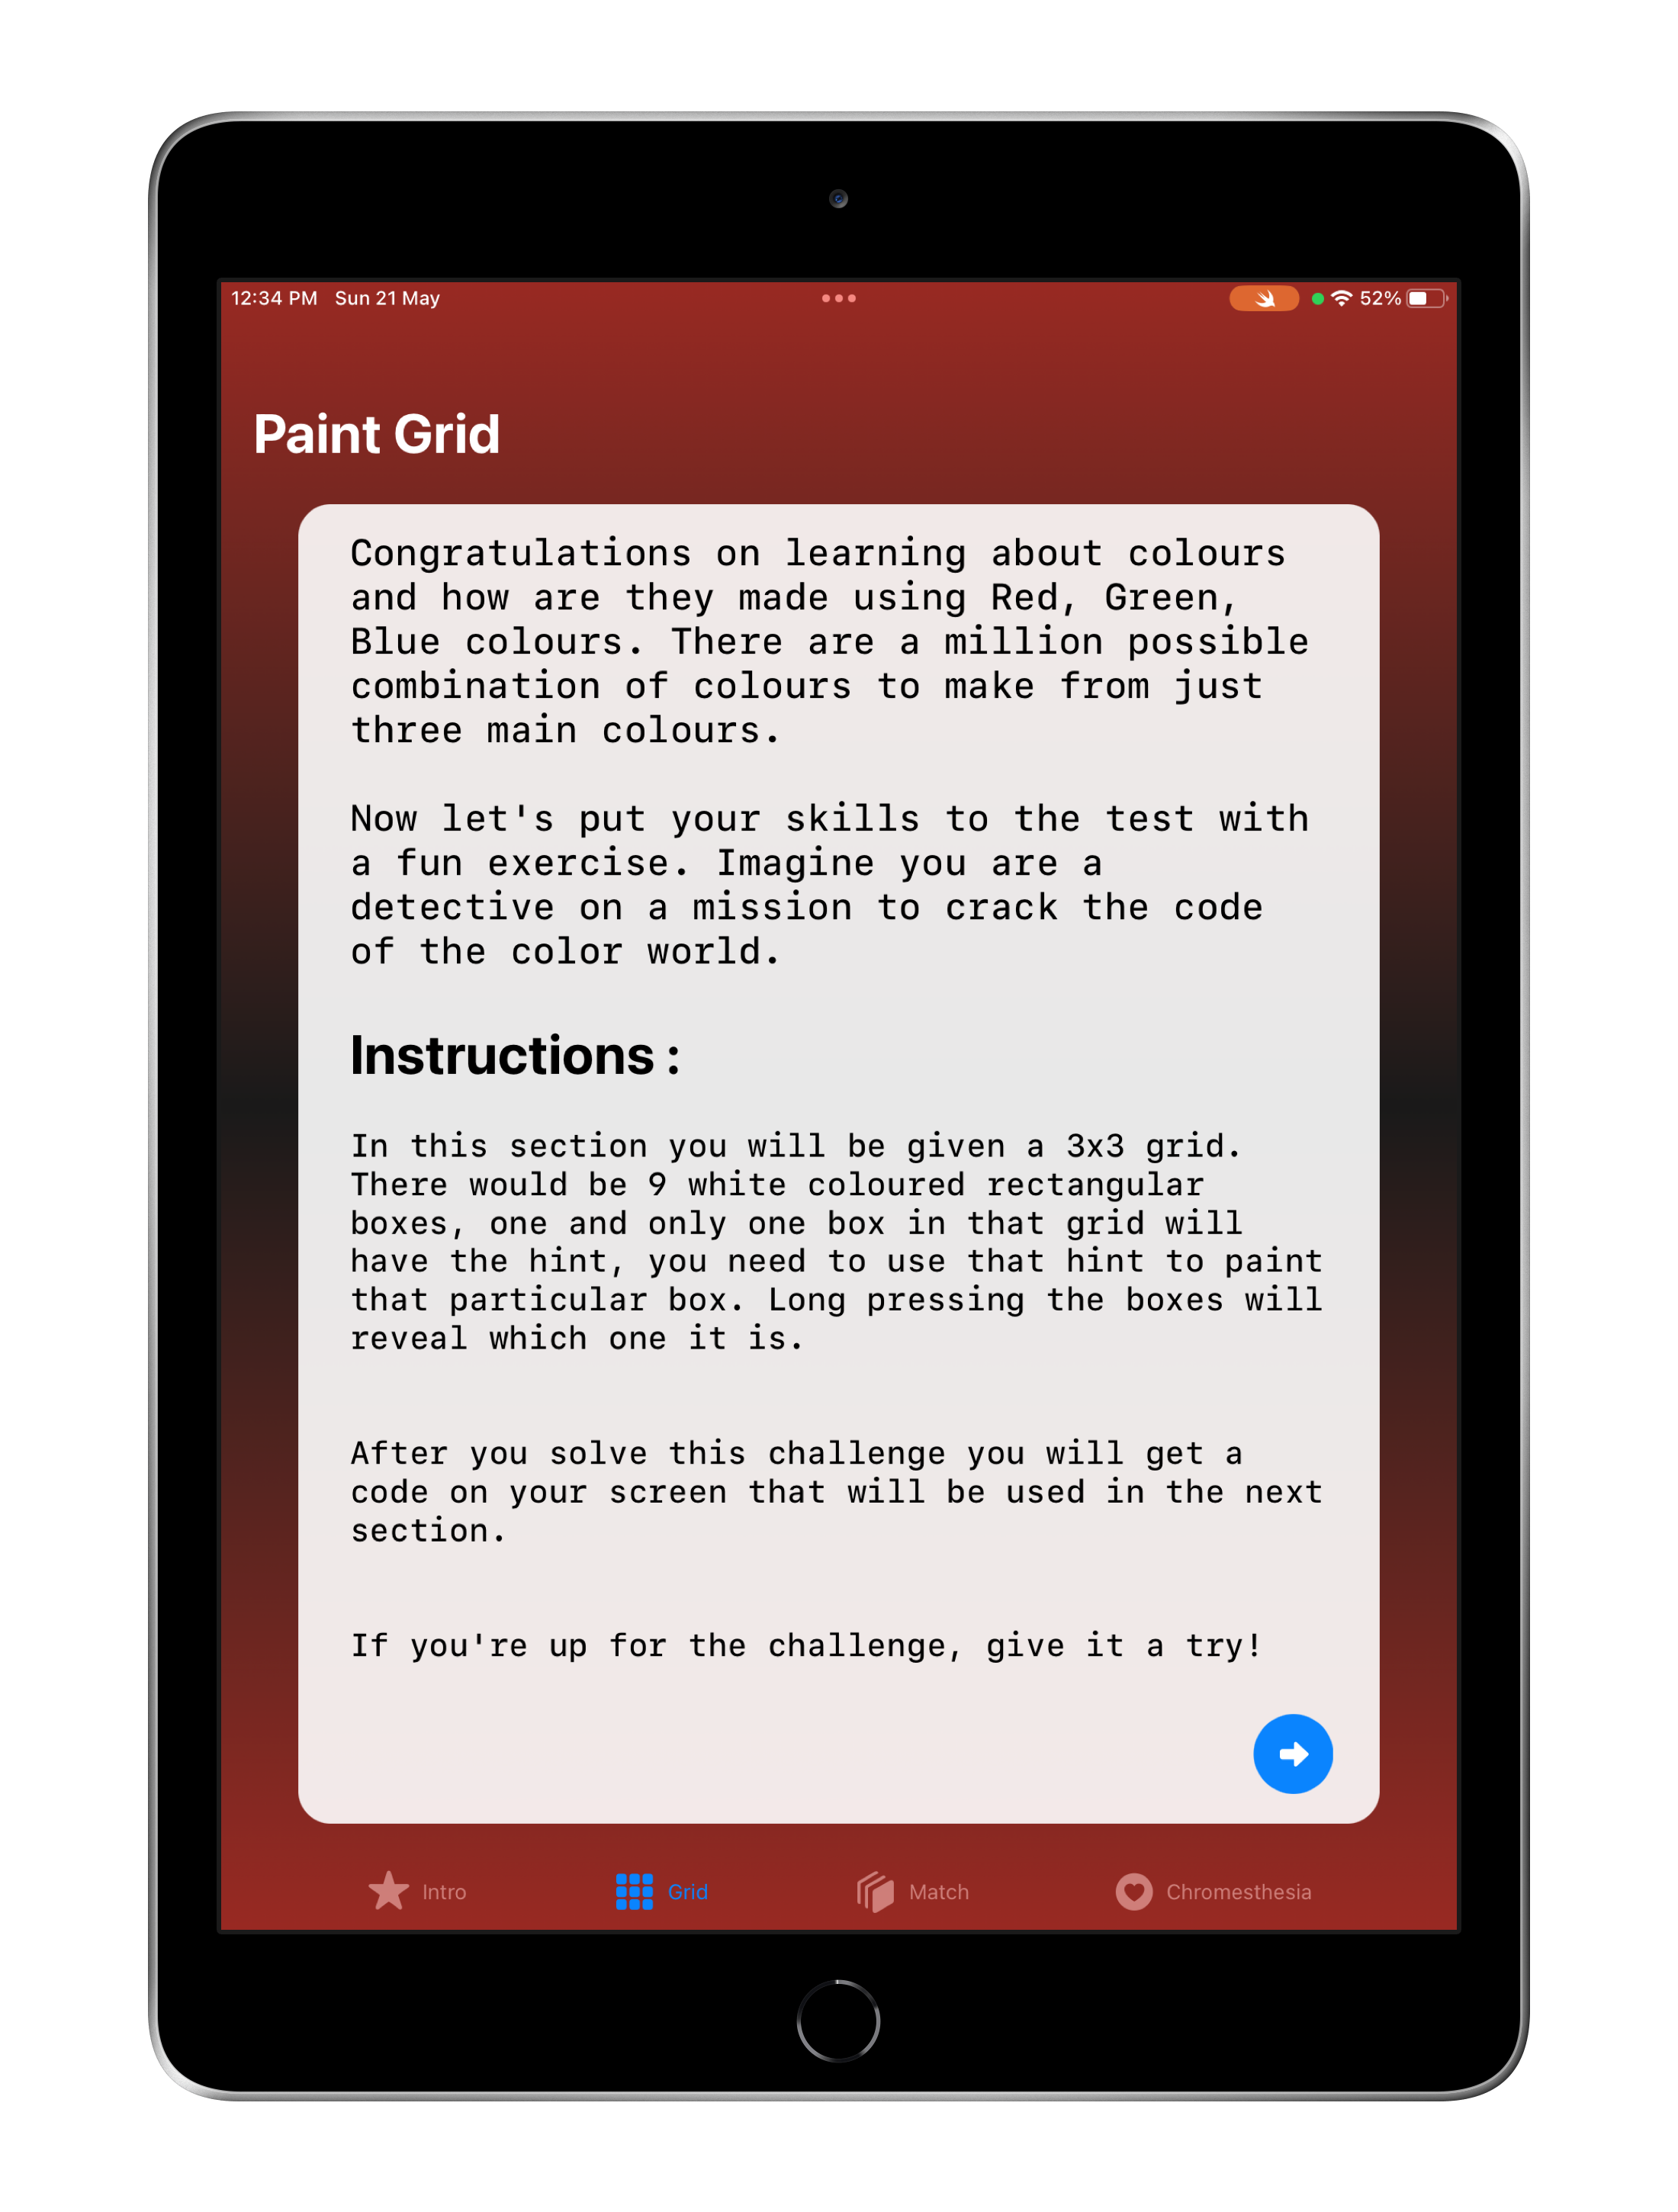 12:34 PM Sun 21 May
52%
Paint Grid
Congratulations on learning about colours
and how are they made using Red, Green,
Blue colours. There are a million possible
combination of colours to make from just
three main colours.
Now let's put your skills to the test with
a fun exercise. Imagine you are a
detective on a mission to crack the code
of the color world.
Instructions :
In this section you will be given a 3x3 grid.
There would be 9 white coloured rectangular
boxes, one and only one box in that grid will
have the hint, you need to use that hint to paint
that particular box. Long pressing the boxes will
reveal which one it is.
After you solve this challenge you will get a
code on your screen that will be used in the next
section.
If you're up for the challenge, give it a try!
Intro Grid Match Chromesthesia